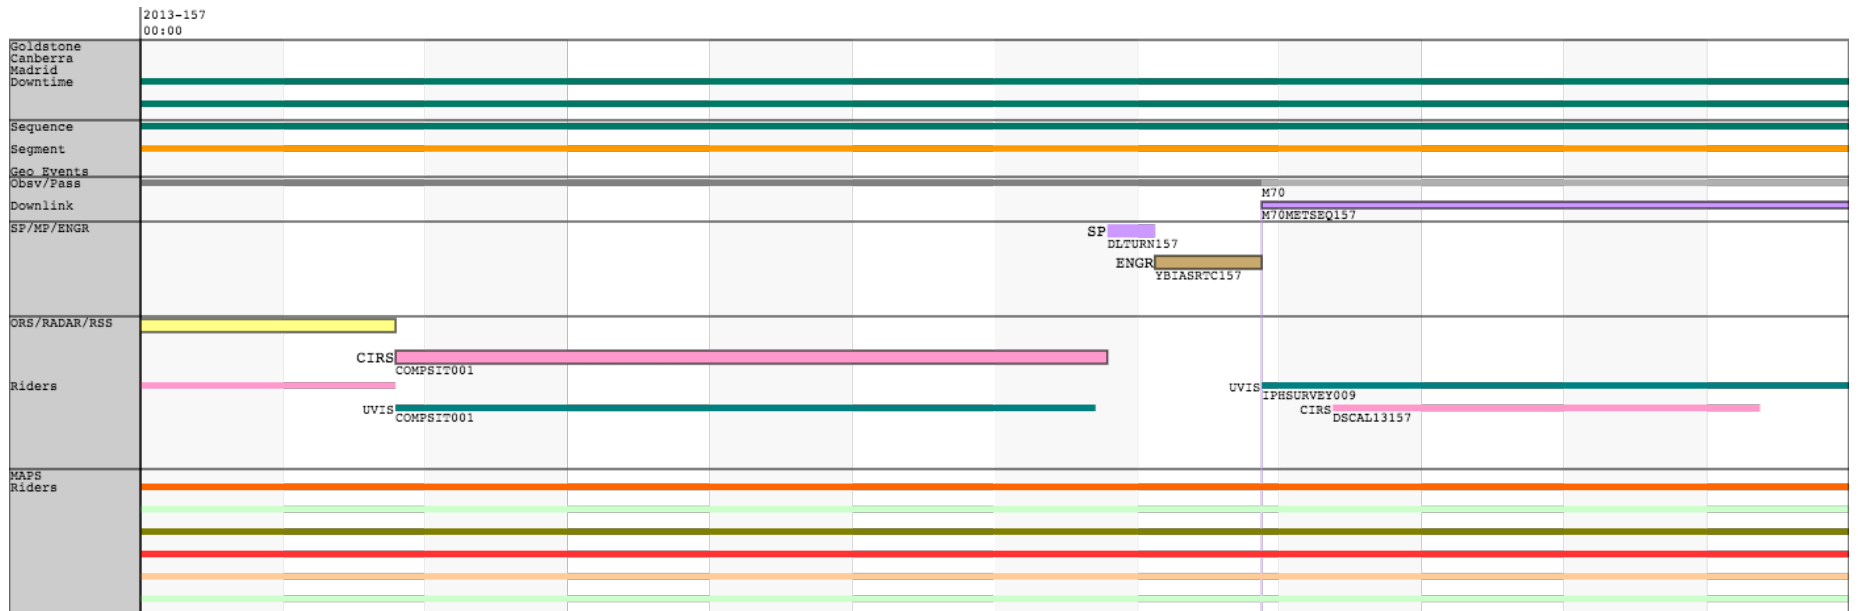 2013-157
00:00
Goldstone
Canberra
Madrid
Downtime
Sequence
Segment
Geo Events
Obsv/Pass
M70
Downlink
M70METSEQ157
SP/MP/ENGR
SP
DLTURN157
ENGR
YBIASRTC157
ORS/RADAR/RSS
CIRS
COMPSIT001
Riders
UVIS
IPHSURVEY009
UVIS
COMPSIT001
CIRS
DSCAL13157
MAPS
Riders